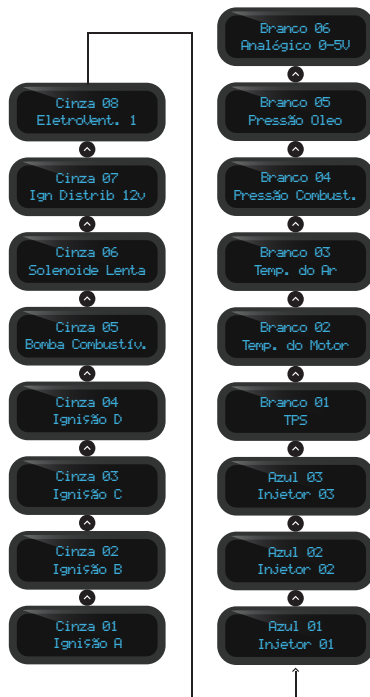 Cinza 08
EletroVent. 1
Cinza 07
Ign Distrib 12v
Cinza 06
Solenoide Lenta
Cinza 05
Bomba Combustív.
Cinza 04
Ignição D
Cinza 03
Ignição C
Cinza 02
Ignição B
Cinza 01
Ignição A
Branco 06
Analógico 0-5V
Branco 05
Pressão Oleo
Branco 04
Pressão Combust.
Branco 03
Temp. do Ar
Branco 02
Temp. do Motor
Branco 01
TPS
Azul 03
Injetor 03
Azul 02
Injetor 02
Azul 01
Injetor 01